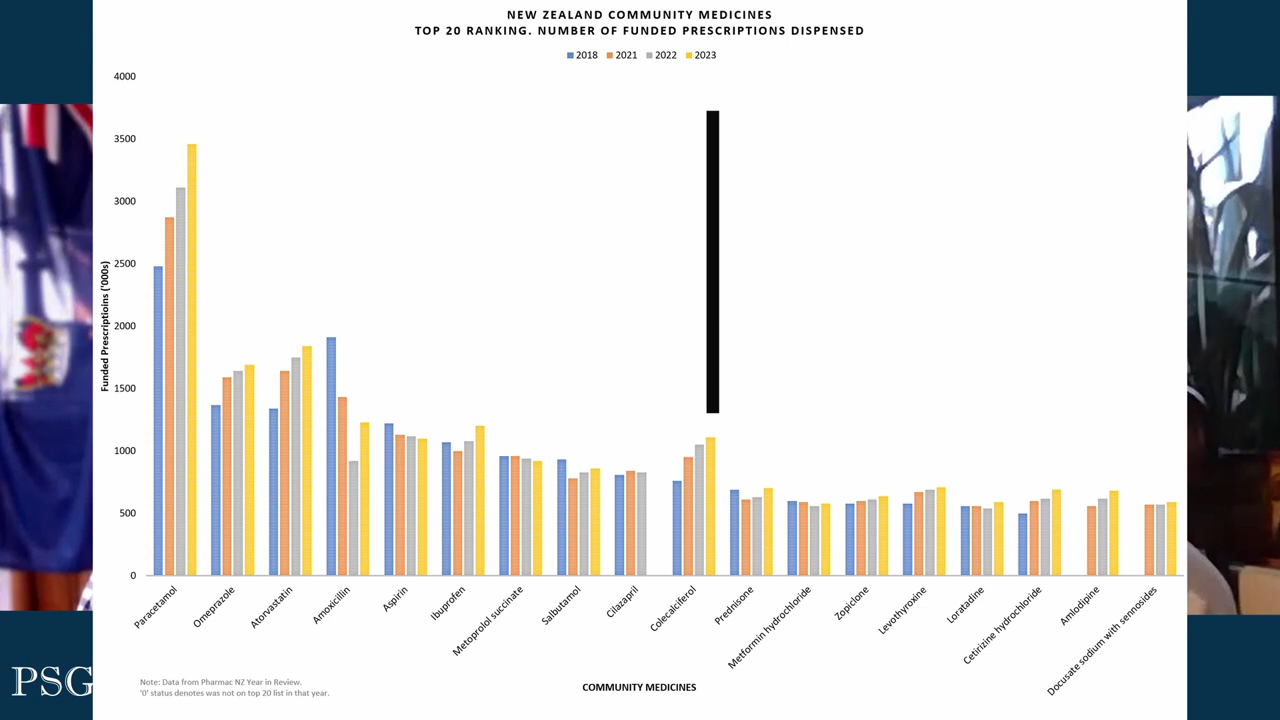 NEW ZEALAND COMMUNITY MEDICINES
TOP 20 RANKING. NUMBER OF FUNDED PRESCRIPTIONS DISPENSED
2018 2021 2022 2023
4000
3500
3000
2500
2000
1500
1000
500
0
Funded Prescriptioins ('000s)
Paracetamol
Omeprazole
Atorvastatin
Amoxicillin
Aspirin
Ibuprofen
Metoprolol succinate
Salbutamol
Cilazapril
Colecalciferol
Prednisone
Metformin hydrochloride
Zopiclone
Levothyroxine
Loratadine
Cetirizine hydrochloride
Amlodipine
Docusate sodium with sennosides
COMMUNITY MEDICINES
Note: Data from Pharmac NZ Year in Review.
'0' status denotes was not on top 20 list in that year.
PSG